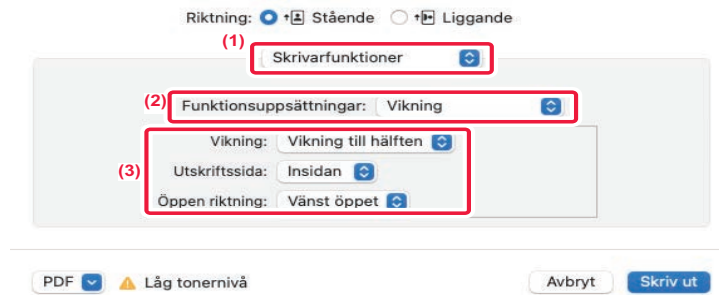 Riktning: Stående Liggande
(1)
Skrivarfunktioner
(2) Funktionsuppsättningar: Vikning
Vikning: Vikning till hälften
(3) Utskriftssida: Insidan
Öppen riktning: Vänst öppet
PDF Låg tonernivå Avbryt Skriv ut